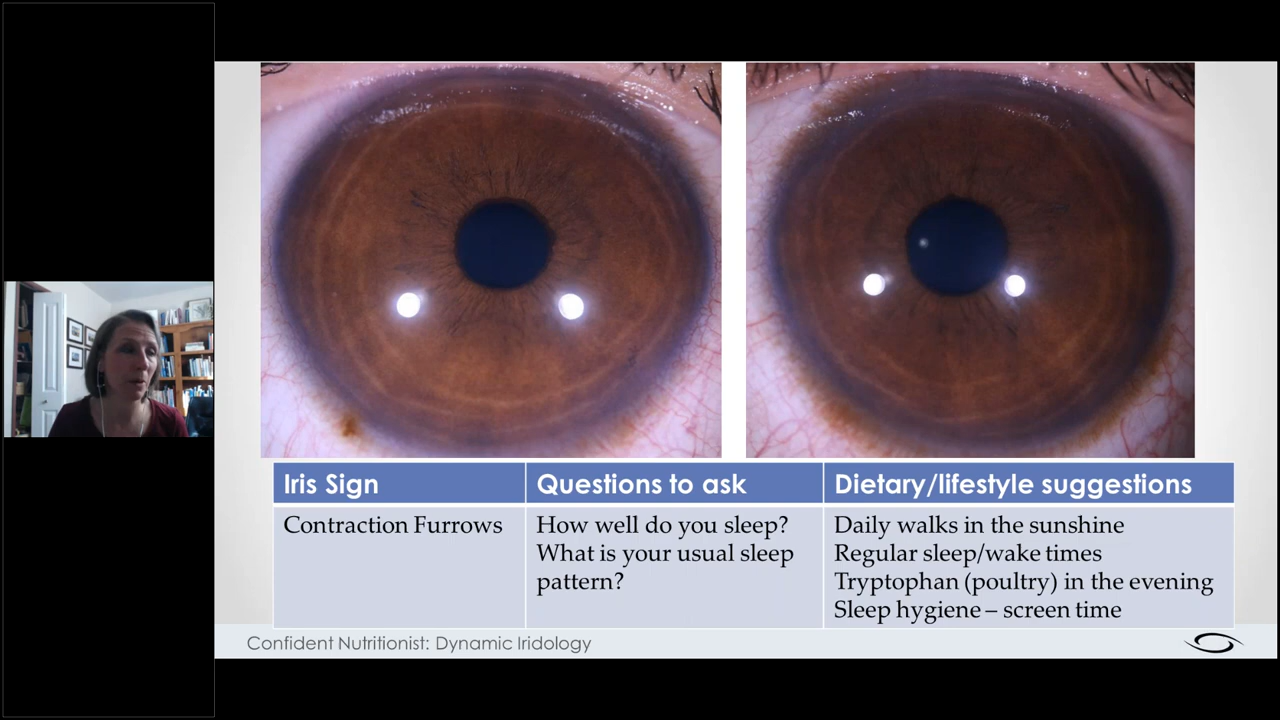 Iris Sign
Questions to ask
Dietary/lifestyle suggestions
Contraction Furrows
How well do you sleep?
What is your usual sleep
pattern?
Daily walks in the sunshine
Regular sleep/wake times
Tryptophan (poultry) in the evening
Sleep hygiene – screen time
Confident Nutritionist: Dynamic Iridology